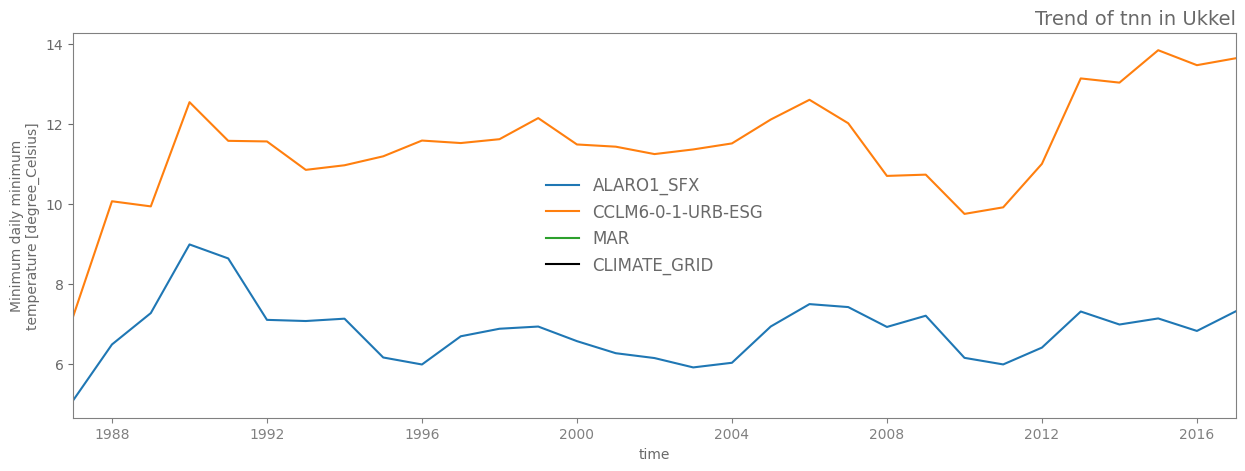 Trend of tnn in Ukkel
Minimum daily minimum
temperature [degree_Celsius]
14
12
10
8
6
ALARO1_SFX
CCLM6-0-1-URB-ESG
MAR
CLIMATE_GRID
1988 1992 1996 2000 2004 2008 2012 2016
time